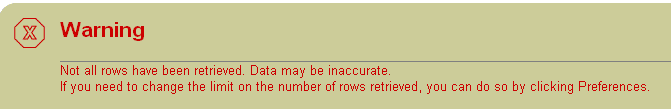 Warning
Not all rows have been retrieved. Data may be inaccurate.
If you need to change the limit on the number of rows retrieved, you can do so by clicking Preferences.